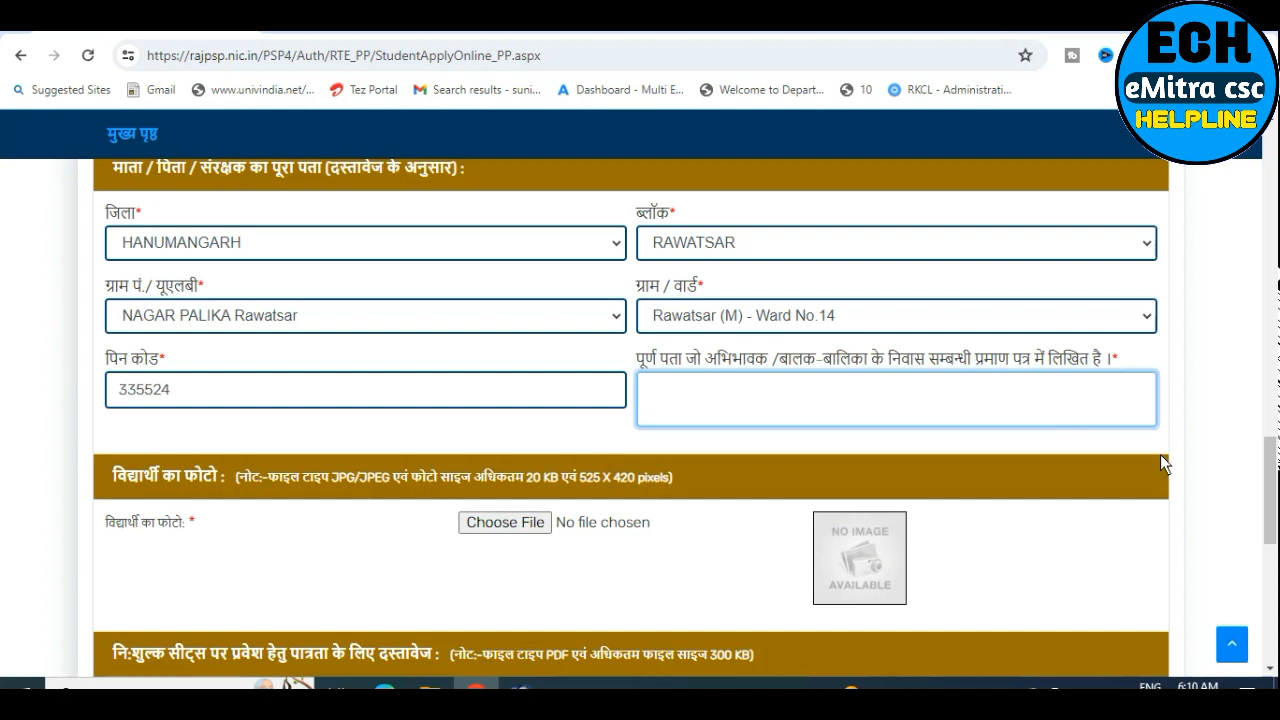 ECH
eMitra csc
HELPLINE
https://rajpsp.nic.in/PSP4/Auth/RTE_PP/StudentApplyOnline_PP.aspx
Suggested Sites
Gmail
www.univindia.net/...
Tez Portal
Search results - suni...
Dashboard - Multi E...
Welcome to Depart...
10
RKCL - Administrati...
मुख्य पृष्ठ
माता / पिता / संरक्षक का पूरा पता (दस्तावेज के अनुसार) :
जिला*
ब्लॉक*
HANUMANGARH
RAWATSAR
ग्राम पं./ यूएलबी*
ग्राम / वार्ड*
NAGAR PALIKA Rawatsar
Rawatsar (M) - Ward No.14
पिन कोड*
पूर्ण पता जो अभिभावक /बालक-बालिका के निवास सम्बन्धी प्रमाण पत्र में लिखित है ।*
335524
विद्यार्थी का फोटो : (नोट:-फाइल टाइप JPG/JPEG एवं फोटो साइज अधिकतम 20 KB एवं 525 X 420 pixels)
विद्यार्थी का फोटो: *
Choose File No file chosen
NO IMAGE
AVAILABLE
नि:शुल्क सीट्स पर प्रवेश हेतु पात्रता के लिए दस्तावेज : (नोट:-फाइल टाइप PDF एवं अधिकतम फाइल साइज 300 KB)
ENG 6:10 AM